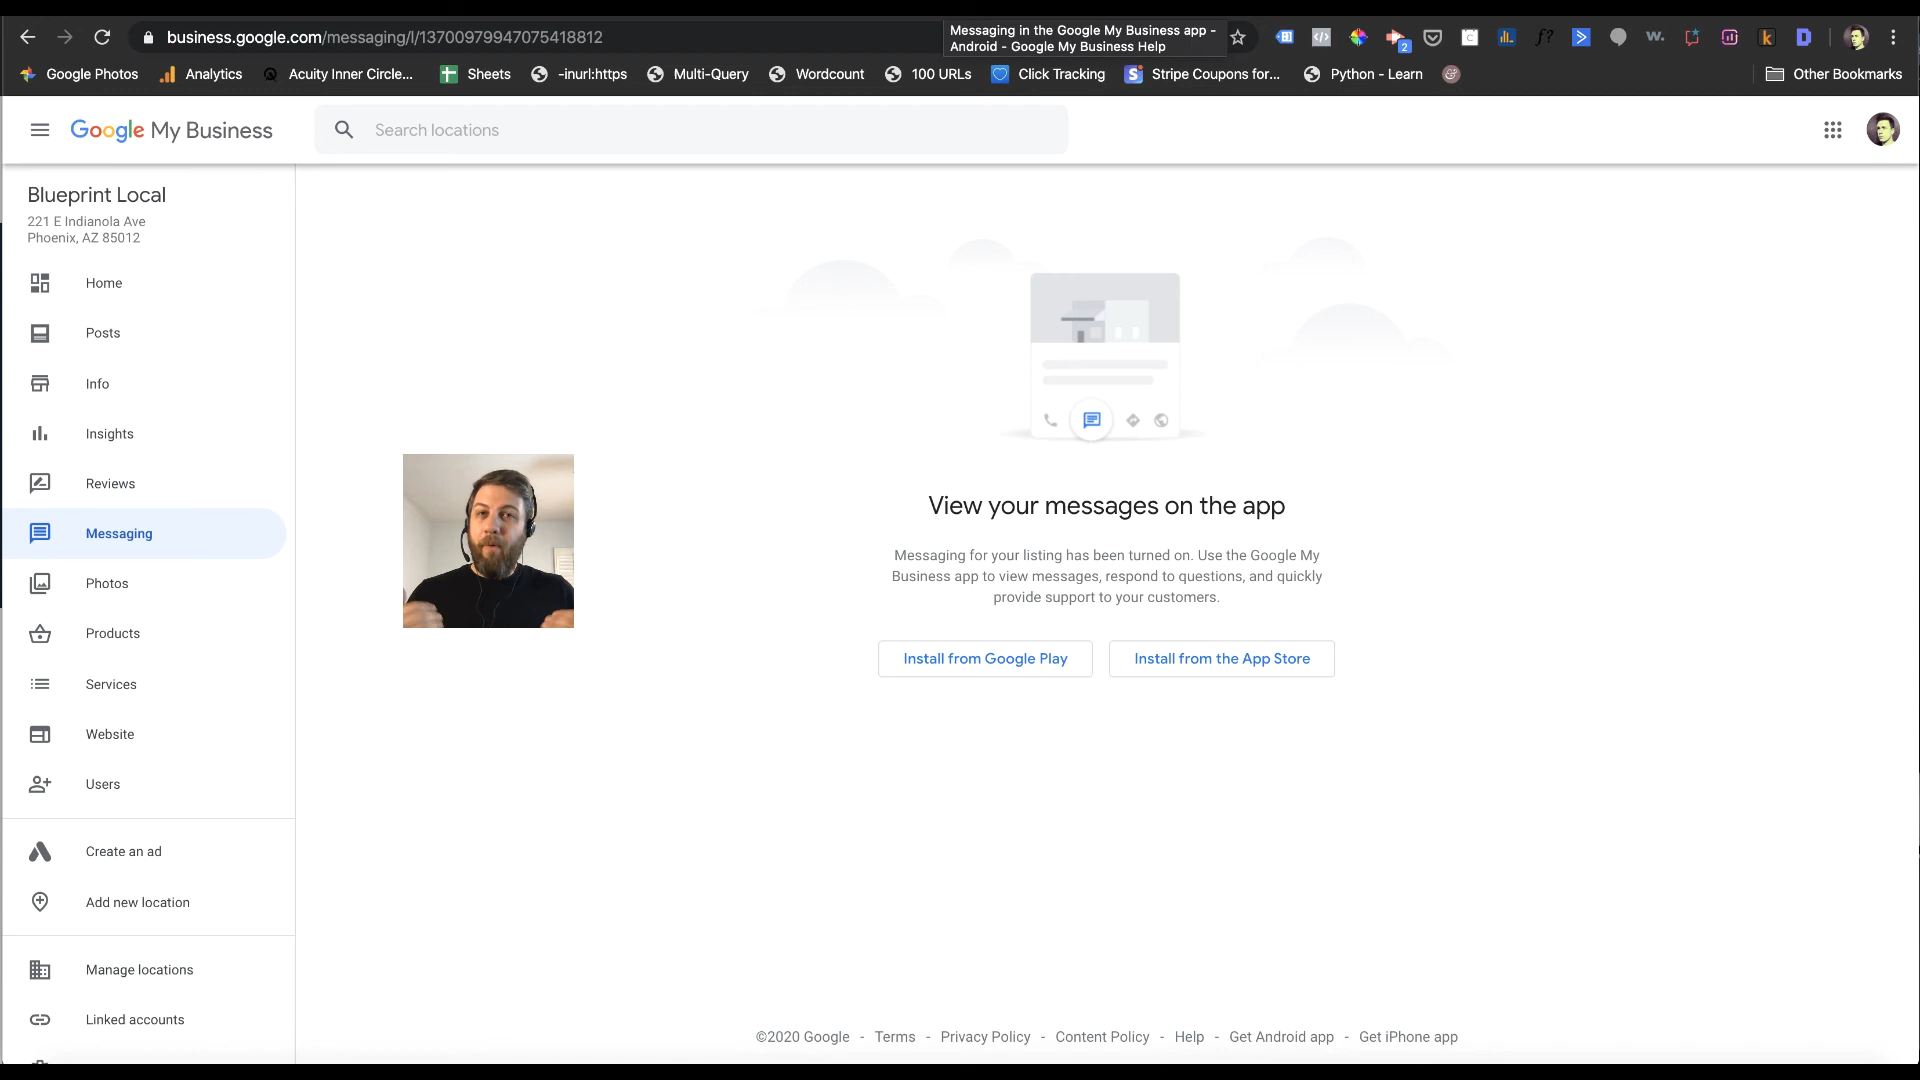 business.google.com/messaging/l/13700979947075418812
Messaging in the Google My Business app -
Android - Google My Business Help
2
Google Photos
Analytics
Acuity Inner Circle...
Sheets
-inurl:https
Multi-Query
Wordcount
100 URLs
Click Tracking
Stripe Coupons for...
Python - Learn
Other Bookmarks
Google My Business
Search locations
Blueprint Local
221 E Indianola Ave
Phoenix, AZ 85012
Home
Posts
Info
Insights
Reviews
Messaging
Photos
Products
Services
Website
Users
Create an ad
Add new location
Manage locations
Linked accounts
View your messages on the app
Messaging for your listing has been turned on. Use the Google My
Business app to view messages, respond to questions, and quickly
provide support to your customers.
Install from Google Play
Install from the App Store
©2020 Google - Terms - Privacy Policy - Content Policy - Help - Get Android app - Get iPhone app